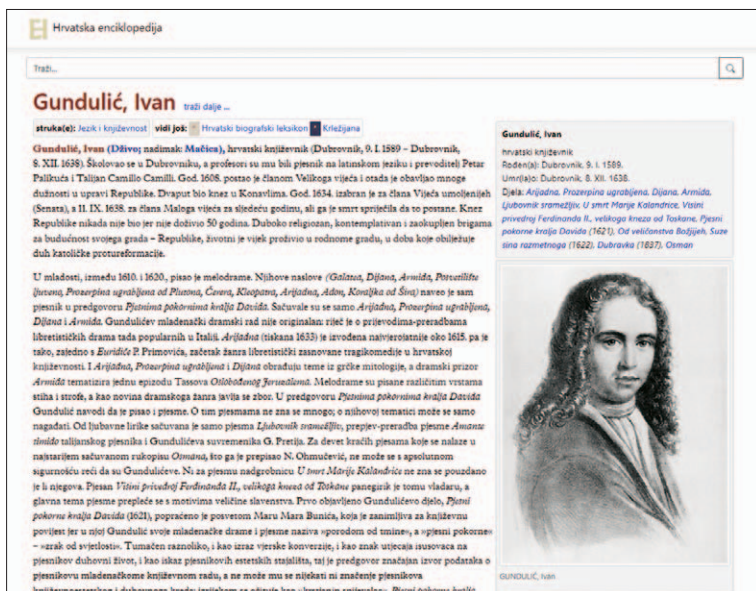 Hrvatska enciklopedija
Traži...
Gundulić, Ivan traži dalje ...
struka(e): Jezik i književnost vidi još: Hrvatski biografski leksikon Krležijana
Gundulić, Ivan (Dživo; nadimak: Mačica), hrvatski književnik (Dubrovnik, 9. I. 1589 – Dubrovnik,
8. XII. 1638). Školovao se u Dubrovniku, a profesori su mu bili pjesnik na latinskom jeziku i prevoditelj Petar
Palikuća i Talijan Camillo Camilli. God. 1608. postao je članom Velikoga vijeća i otada je obavljao mnoge
dužnosti u upravi Republike. Dvaput bio knez u Konavlima. God. 1634. izabran je za člana Vijeća umoljenijeh
(Senata), a 11. IX. 1638. za člana Maloga vijeća za sljedeću godinu, ali ga je smrt spriječila da to postane. Knez
Republike nikada nije bio jer nije doživio 50 godina. Duboko religiozan, kontemplativan i zaokupljen brigama
za budućnost svojega grada – Republike, životni je vijek proživio u rodnome gradu, u doba koje obilježuje
duh katoličke protureformacije.
U mladosti, između 1610. i 1620., pisao je melodrame. Njihove naslove (Galatea, Dijana, Armida, Posvetilište
ljuveno, Prozerpina ugrabljena od Plutona, Čerera, Kleopatra, Arijadna, Adon, Koraljka od Šira) naveo je sam
pjesnik u predgovoru Pjesnima pokornima kralja Davida. Sačuvale su se samo Arijadna, Prozerpina ugrabljena,
Dijana i Armida. Gundulićev mladenački dramski rad nije originalan: riječ je o prijevodima-preradbama
libretističkih drama tada popularnih u Italiji. Arijadna (tiskana 1633) je izvođena najvjerojatnije oko 1615. pa je
tako, zajedno s Euridiče P. Primovića, začetak žanra libretistički zasnovane tragikomedije u hrvatskoj
književnosti. I Arijadna, Prozerpina ugrabljena i Dijana obrađuju teme iz grčke mitologije, a dramski prizor
Armida tematizira jednu epizodu Tassova Oslobođenog Jeruzalema. Melodrame su pisane različitim vrstama
stiha i strofe, a kao novina dramskoga žanra javlja se zbor. U predgovoru Pjesnima pokornima kralja Davida
Gundulić navodi da je pisao i pjesme. O tim pjesmama ne zna se mnogo; o njihovoj tematici može se samo
nagađati. Od ljubavne lirike sačuvana je samo pjesma Ljubovnik sramežljiv, prepjev-preradba pjesme Amante
timido talijanskog pjesnika i Gundulićeva suvremenika G. Pretija. Za devet kraćih pjesama koje se nalaze u
najstarijem sačuvanom rukopisu Osmana, što ga je prepisao N. Ohmučević, ne može se s apsolutnom
sigurnošću reći da su Gundulićeve. Ni za pjesmu nadgrobnicu U smrt Marije Kalandrice ne zna se pouzdano
je li njegova. Pjesan Visini privedroj Ferdinanda II., velikoga kneza od Toskane panegirik je tomu vladaru, a
glavna tema pjesme prepleće se s motivima veličine slavenstva. Prvo objavljeno Gundulićevo djelo, Pjesni
pokorne kralja Davida (1621), popraćeno je posvetom Maru Mara Bunića, koja je zanimljiva za književnu
povijest jer u njoj Gundulić svoje mladenačke drame i pjesme naziva »porodom od tmine«, a »pjesni pokorne«
– »zrak od svjetlosti«. Tumačen raznoliko, i kao izraz vjerske konverzije, i kao znak utjecaja isusovaca na
pjesnikov duhovni život, i kao iskaz pjesnikovih estetskih stajališta, taj je predgovor značajan izvor podataka o
pjesnikovu mladenačkome književnom radu, a ne može mu se nijekati ni značenje pjesnikova
Gundulić, Ivan
hrvatski književnik
Rođen(a): Dubrovnik, 9. I. 1589.
Umrl(a)o: Dubrovnik, 8. XII. 1638.
Djela: Arijadna, Prozerpina ugrabljena, Dijana, Armida,
Ljubovnik sramežljiv, U smrt Marije Kalandrice, Visini
privedroj Ferdinanda II., velikoga kneza od Toskane, Pjesni
pokorne kralja Davida (1621), Od veličanstva Božjijeh, Suze
sina razmetnoga (1622), Dubravka (1837), Osman
GUNDULIĆ, Ivan